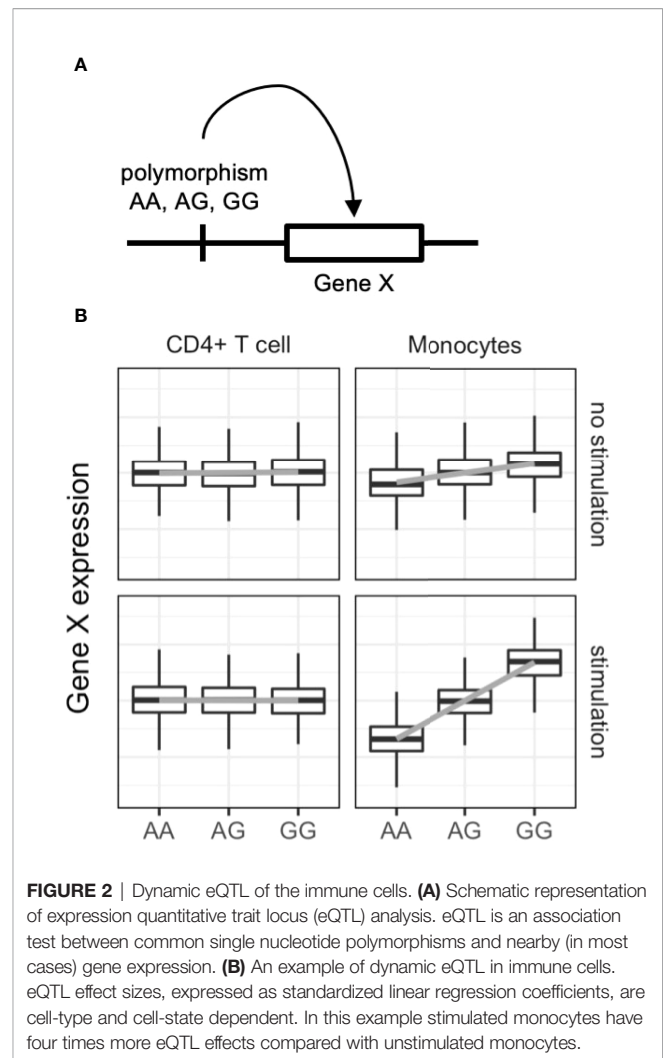 A
polymorphism
AA, AG, GG
Gene X
B
CD4+ T cell
Monocytes
Gene X expression
no stimulation
stimulation
AA AG GG AA AG GG
FIGURE 2 | Dynamic eQTL of the immune cells. (A) Schematic representation
of expression quantitative trait locus (eQTL) analysis. eQTL is an association
test between common single nucleotide polymorphisms and nearby (in most
cases) gene expression. (B) An example of dynamic eQTL in immune cells.
eQTL effect sizes, expressed as standardized linear regression coefficients, are
cell-type and cell-state dependent. In this example stimulated monocytes have
four times more eQTL effects compared with unstimulated monocytes.